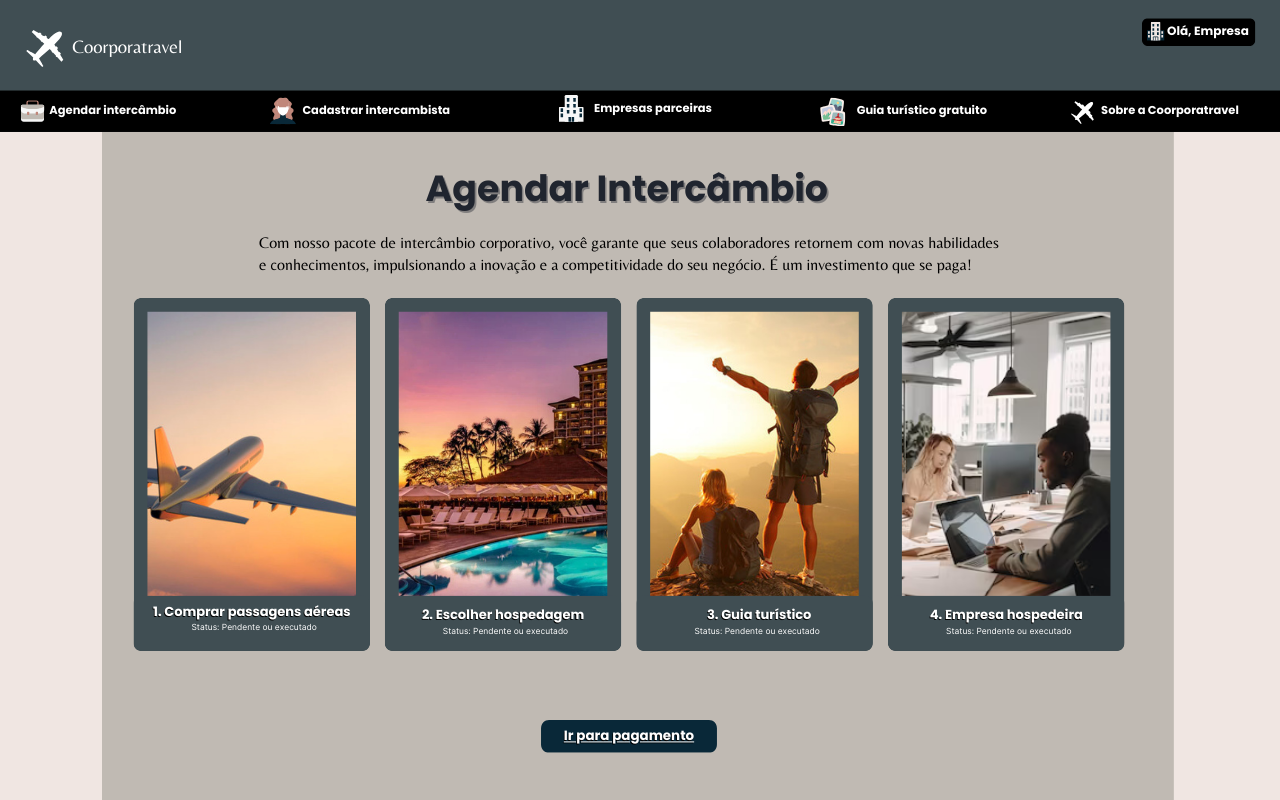 Coorporatravel
Olá, Empresa
Agendar intercâmbio
Cadastrar intercambista
Empresas parceiras
Guia turístico gratuito
Sobre a Coorporatravel
Agendar Intercâmbio
Com nosso pacote de intercâmbio corporativo, você garante que seus colaboradores retornem com novas habilidades
e conhecimentos, impulsionando a inovação e a competitividade do seu negócio. É um investimento que se paga!
1. Comprar passagens aéreas
Status: Pendente ou executado
2. Escolher hospedagem
Status: Pendente ou executado
3. Guia turístico
Status: Pendente ou executado
4. Empresa hospedeira
Status: Pendente ou executado
Ir para pagamento